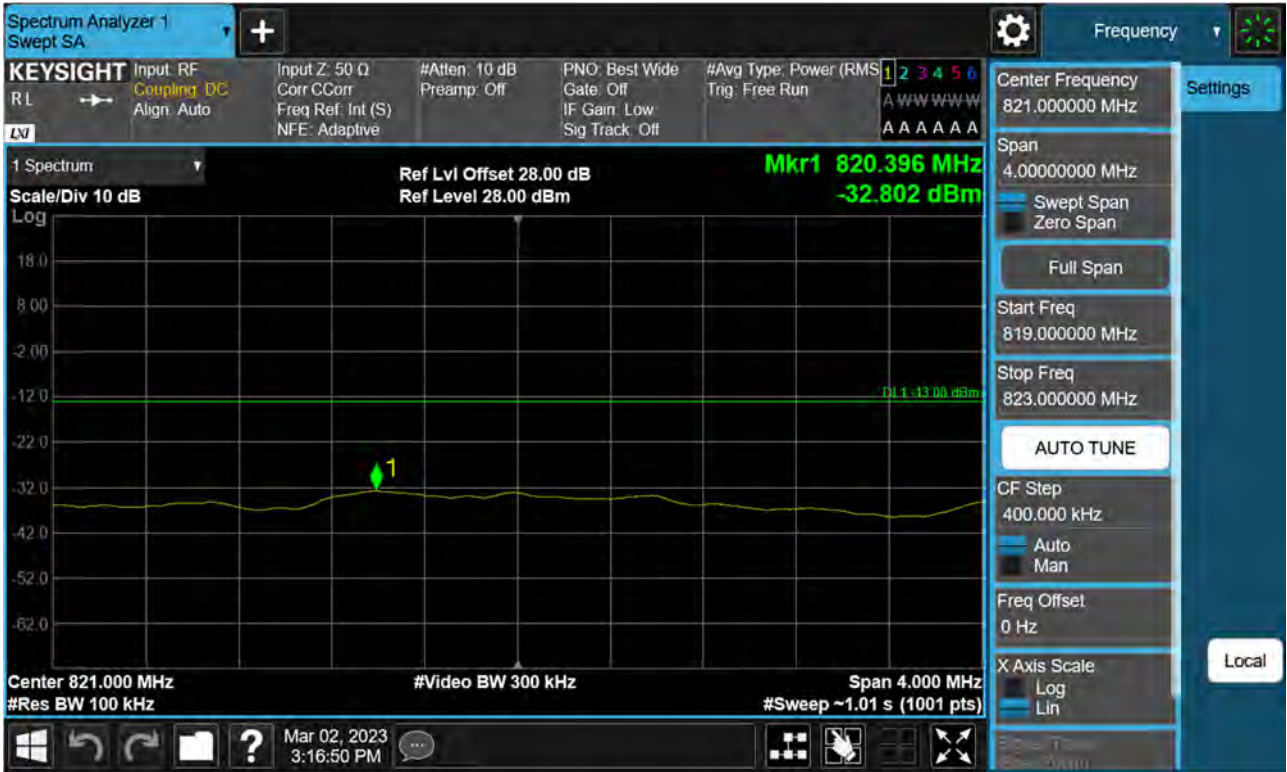 Spectrum Analyzer 1
Swept SA
+
Frequency
KEYSIGHT
RL
LXI
Input: RF
Coupling: DC
Align: Auto
Input Z: 50 Ω
Corr CCorr
Freq Ref: Int (S)
NFE: Adaptive
#Atten: 10 dB
Preamp: Off
PNO: Best Wide
Gate: Off
IF Gain: Low
Sig Track: Off
#Avg Type: Power (RMS
Trig: Free Run
1 2 3 4 5 6
A W W W W W
A A A A A A
1 Spectrum
Scale/Div 10 dB
Log
Ref Lvl Offset 28.00 dB
Ref Level 28.00 dBm
Mkr1 820.396 MHz
-32.802 dBm
18.0
8.00
-2.00
-12.0
DL1 -13.00 dBm
-22.0
1
-32.0
-42.0
-52.0
-62.0
Center 821.000 MHz
#Res BW 100 kHz
#Video BW 300 kHz
Span 4.000 MHz
#Sweep ~1.01 s (1001 pts)
Center Frequency
821.000000 MHz
Settings
Span
4.00000000 MHz
Swept Span
Zero Span
Full Span
Start Freq
819.000000 MHz
Stop Freq
823.000000 MHz
AUTO TUNE
CF Step
400.000 kHz
Auto
Man
Freq Offset
0 Hz
X Axis Scale
Log
Lin
Local
?
Mar 02, 2023
3:16:50 PM